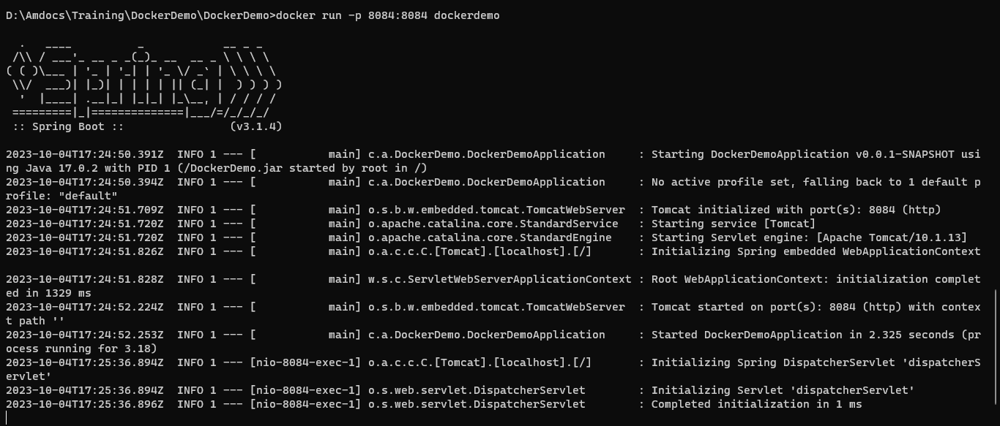 D:\Amdocs\Training\DockerDemo\DockerDemo>docker run -p 8084:8084 dockerdemo

  .   ____          _            __ _ _
 /\\ / ___'_ __ _ _(_)_ __  __ _ \ \ \ \
( ( )\___ | '_ | '_| | '_ \/ _` | \ \ \ \
 \\/  ___)| |_)| | | | | || (_| |  ) ) ) )
  '  |____| .__|_| |_|_| |_\__, | / / / /
 =========|_|==============|___/=/_/_/_/
 :: Spring Boot ::                (v3.1.4)

2023-10-04T17:24:50.391Z  INFO 1 --- [           main] c.a.DockerDemo.DockerDemoApplication     : Starting DockerDemoApplication v0.0.1-SNAPSHOT usi
ng Java 17.0.2 with PID 1 (/DockerDemo.jar started by root in /)
2023-10-04T17:24:50.394Z  INFO 1 --- [           main] c.a.DockerDemo.DockerDemoApplication     : No active profile set, falling back to 1 default p
rofile: "default"
2023-10-04T17:24:51.709Z  INFO 1 --- [           main] o.s.b.w.embedded.tomcat.TomcatWebServer  : Tomcat initialized with port(s): 8084 (http)
2023-10-04T17:24:51.720Z  INFO 1 --- [           main] o.apache.catalina.core.StandardService   : Starting service [Tomcat]
2023-10-04T17:24:51.720Z  INFO 1 --- [           main] o.apache.catalina.core.StandardEngine    : Starting Servlet engine: [Apache Tomcat/10.1.13]
2023-10-04T17:24:51.826Z  INFO 1 --- [           main] o.a.c.c.C.[Tomcat].[localhost].[/]       : Initializing Spring embedded WebApplicationContext

2023-10-04T17:24:51.828Z  INFO 1 --- [           main] w.s.c.ServletWebServerApplicationContext : Root WebApplicationContext: initialization complet
ed in 1329 ms
2023-10-04T17:24:52.224Z  INFO 1 --- [           main] o.s.b.w.embedded.tomcat.TomcatWebServer  : Tomcat started on port(s): 8084 (http) with contex
t path ''
2023-10-04T17:24:52.253Z  INFO 1 --- [           main] c.a.DockerDemo.DockerDemoApplication     : Started DockerDemoApplication in 2.325 seconds (pr
ocess running for 3.18)
2023-10-04T17:25:36.894Z  INFO 1 --- [nio-8084-exec-1] o.a.c.c.C.[Tomcat].[localhost].[/]       : Initializing Spring DispatcherServlet 'dispatcherS
ervlet'
2023-10-04T17:25:36.894Z  INFO 1 --- [nio-8084-exec-1] o.s.web.servlet.DispatcherServlet        : Initializing Servlet 'dispatcherServlet'
2023-10-04T17:25:36.896Z  INFO 1 --- [nio-8084-exec-1] o.s.web.servlet.DispatcherServlet        : Completed initialization in 1 ms